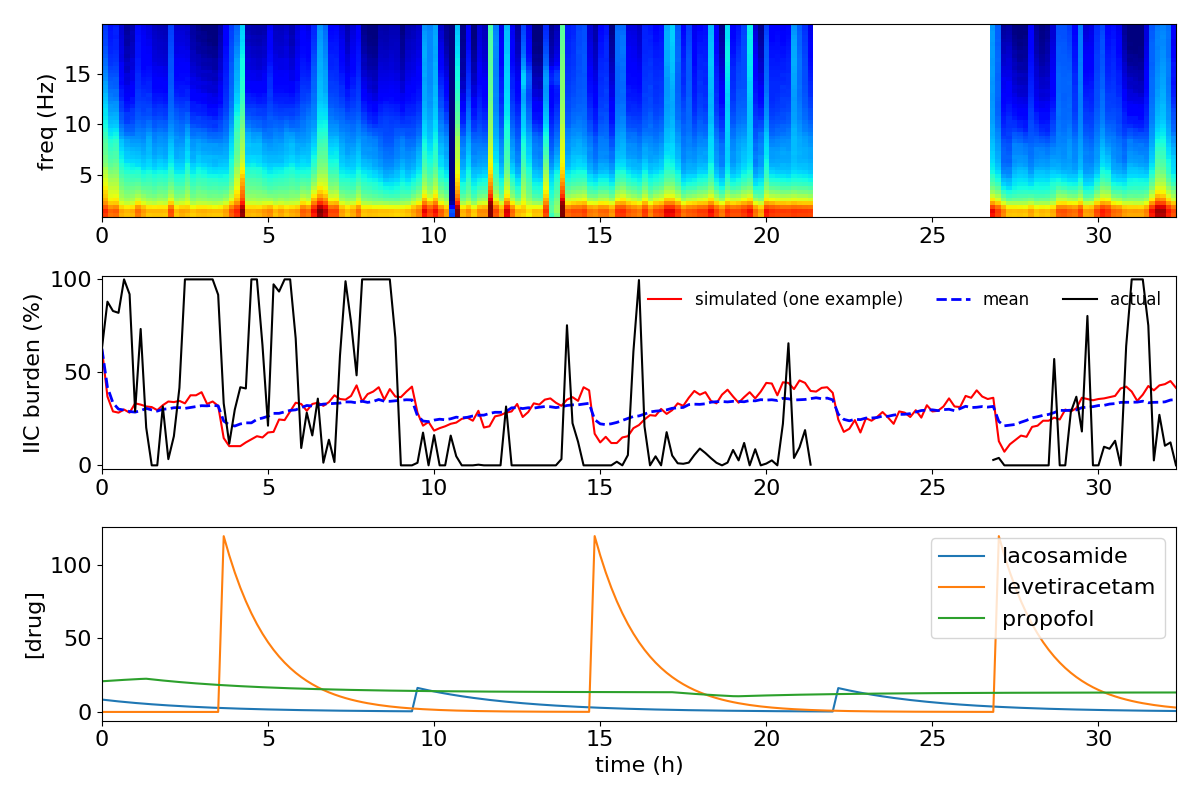 freq (Hz)
15
10
5
0 5 10 15 20 25 30
IIC burden (%)
100
50
0
simulated (one example) mean actual
0 5 10 15 20 25 30
[drug]
100
50
0
lacosamide
levetiracetam
propofol
0 5 10 15 20 25 30
time (h)